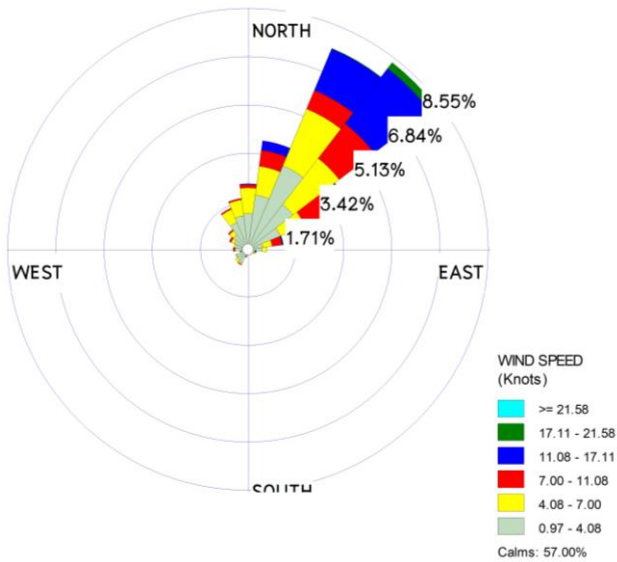 NORTH
8.55%
6.84%
5.13%
3.42%
1.71%
WEST
EAST
SOUTH
WIND SPEED
(Knots)
>= 21.58
17.11 - 21.58
11.08 - 17.11
7.00 - 11.08
4.08 - 7.00
0.97 - 4.08
Calms: 57.00%